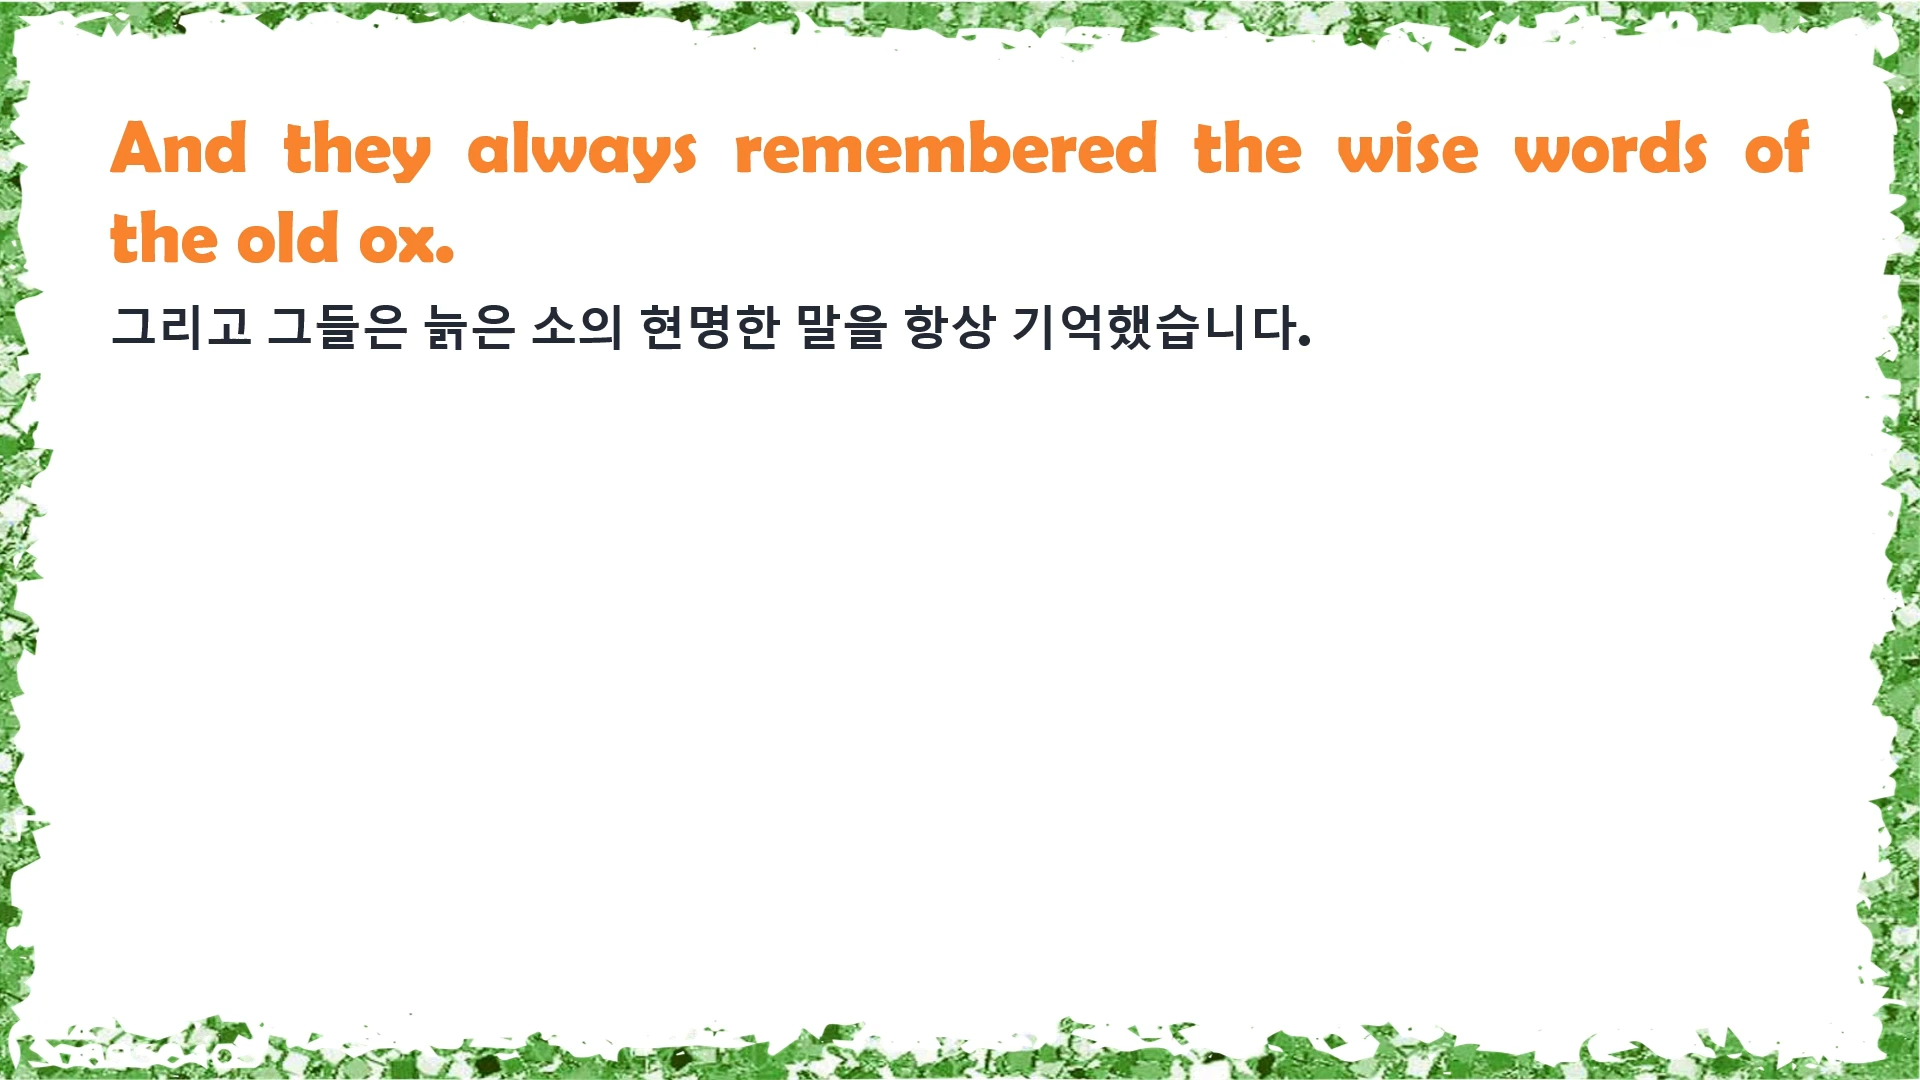 And they always remembered the wise words of
the old ox.
그리고 그들은 늙은 소의 현명한 말을 항상 기억했습니다.